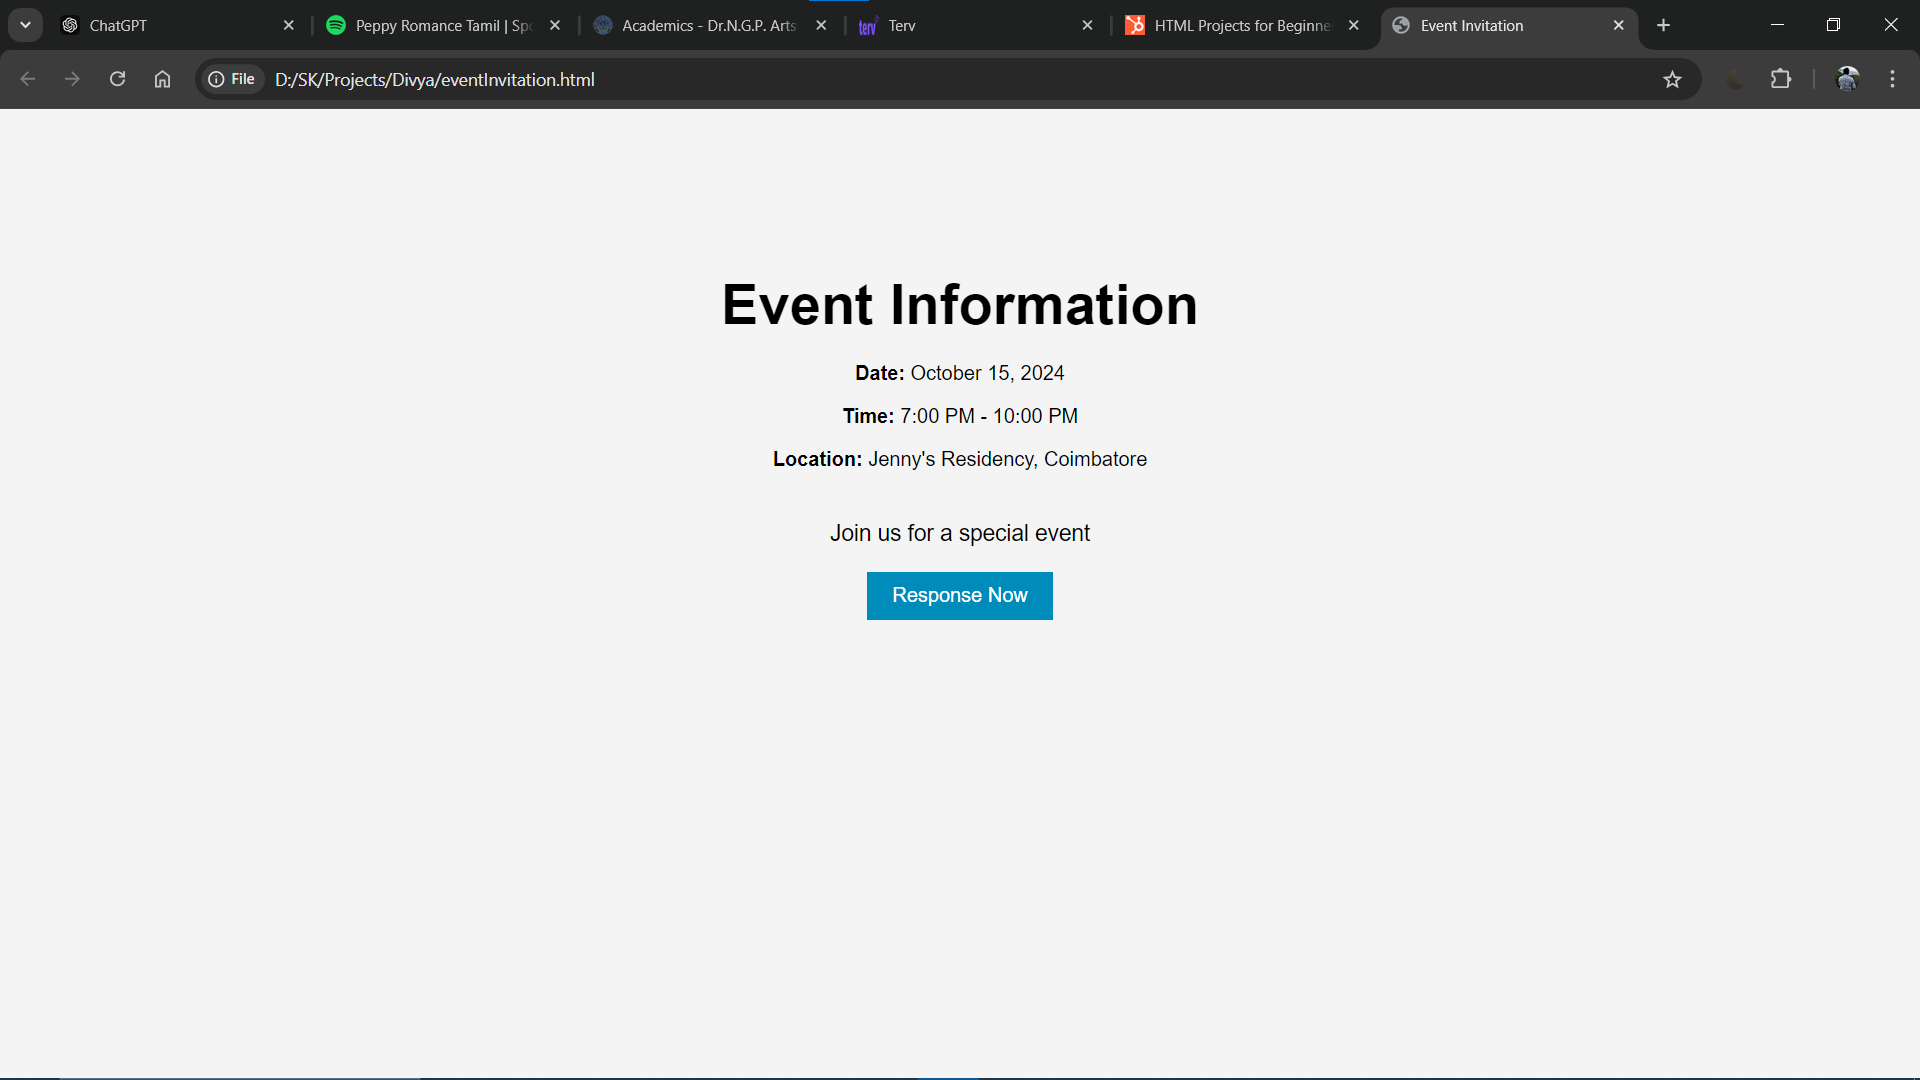 ChatGPT
Peppy Romance Tamil | Spo
Academics - Dr.N.G.P. Arts
terv Terv
HTML Projects for Beginne
Event Invitation
File D:/SK/Projects/Divya/eventInvitation.html
Event Information
Date: October 15, 2024
Time: 7:00 PM - 10:00 PM
Location: Jenny's Residency, Coimbatore
Join us for a special event
Response Now